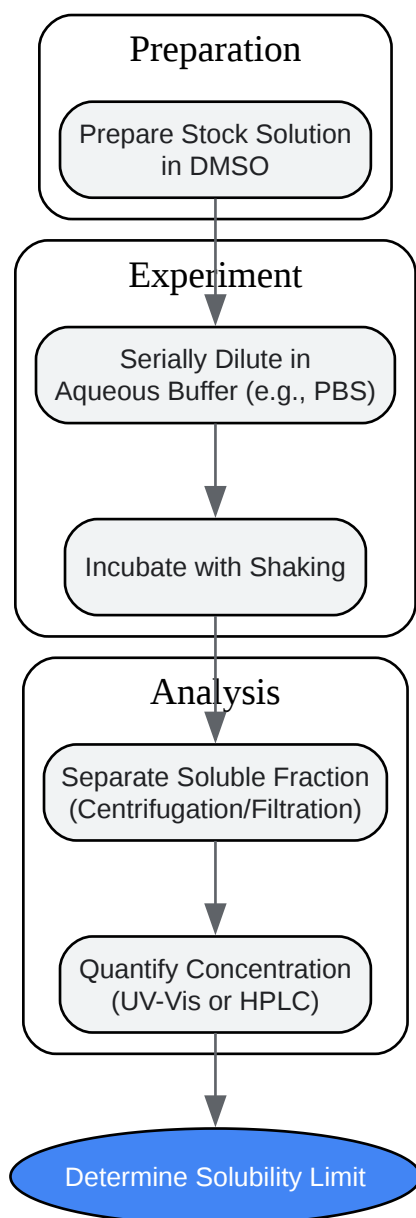 Preparation
Prepare Stock Solution
in DMSO
Experiment
Serially Dilute in
Aqueous Buffer (e.g., PBS)
Incubate with Shaking
Analysis
Separate Soluble Fraction
(Centrifugation/Filtration)
Quantify Concentration
(UV-Vis or HPLC)
Determine Solubility Limit